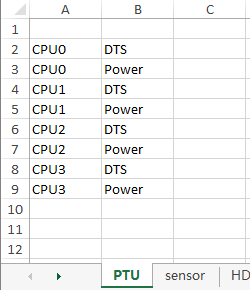 A B C
1
2 CPU0 DTS
3 CPU0 Power
4 CPU1 DTS
5 CPU1 Power
6 CPU2 DTS
7 CPU2 Power
8 CPU3 DTS
9 CPU3 Power
10
11
12
PTU sensor HD